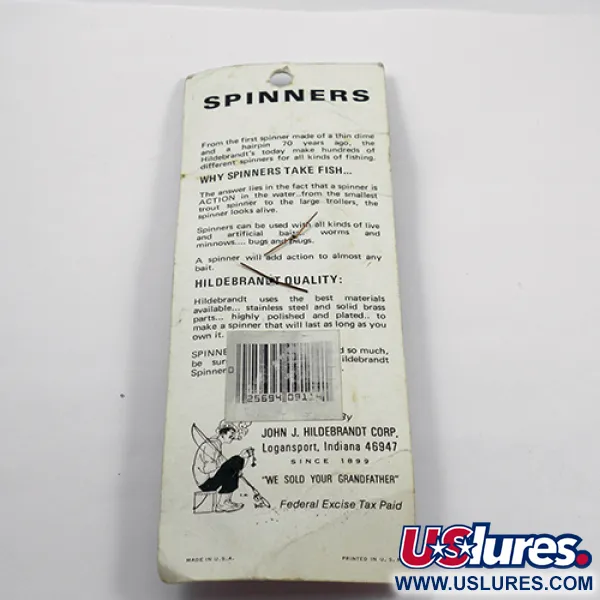 SPINNERS
From the first spinner made of a thin dime
and a hairpin 70 years ago, the
Hildebrandt's today make hundreds of
different spinners for all kinds of fishing.
WHY SPINNERS TAKE FISH...
The answer lies in the fact that a spinner is
ACTION in the water..from the smallest
trout spinner to the large trollers, the
spinner looks alive.
Spinners can be used with all kinds of live
and artificial baits, worms and
minnows.... bugs and plugs.
A spinner will add action to almost any
bait.
HILDEBRANDT QUALITY:
Hildebrandt uses the best materials
available... stainless steel and solid brass
parts... highly polished and plated.. to
make a spinner that will last as long as you
own it.
SPINNE so much,
be sur ildebrandt
Spinner
25694 09114
By
JOHN J. HILDEBRANDT CORP.
Logansport, Indiana 46947
SINCE 1899
"WE SOLD YOUR GRANDFATHER"
Federal Excise Tax Paid
MADE IN U.S.A.
PRINTED IN U.S.
USlures.
WWW.USLURES.COM